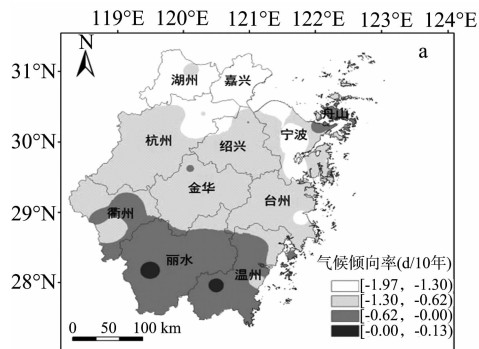 119°E 120°E 121°E 122°E 123°E 124°E
N
a
31°N
30°N
29°N
28°N
湖州 嘉兴
舟山
杭州 绍兴 宁波
金华
台州
衢州
丽水
温州
气候倾向率(d/10年)
[-1.97，-1.30)
[-1.30，-0.62)
[-0.62，-0.00)
[-0.00，-0.13)
0 50 100 km